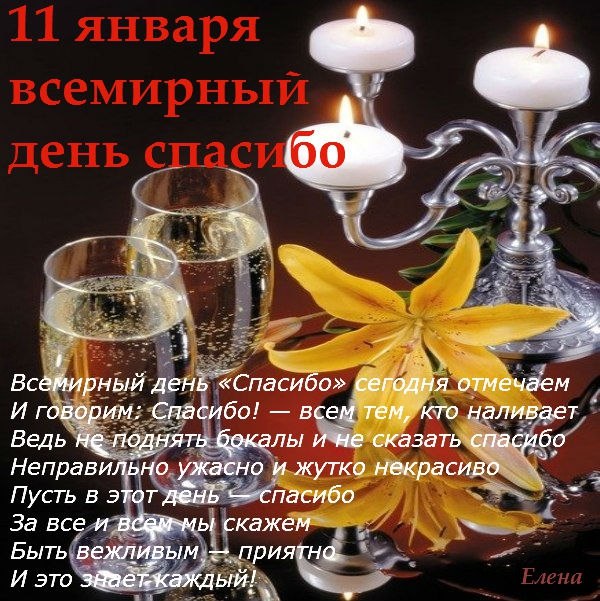 11 января
всемирный
день спасибо
Всемирный день «Спасибо» сегодня отмечаем
И говорим: Спасибо! — всем тем, кто наливает
Ведь не поднять бокалы и не сказать спасибо
Неправильно ужасно и жутко некрасиво
Пусть в этот день — спасибо
За все и всем мы скажем
Быть вежливым — приятно
И это знает каждый!
Елена